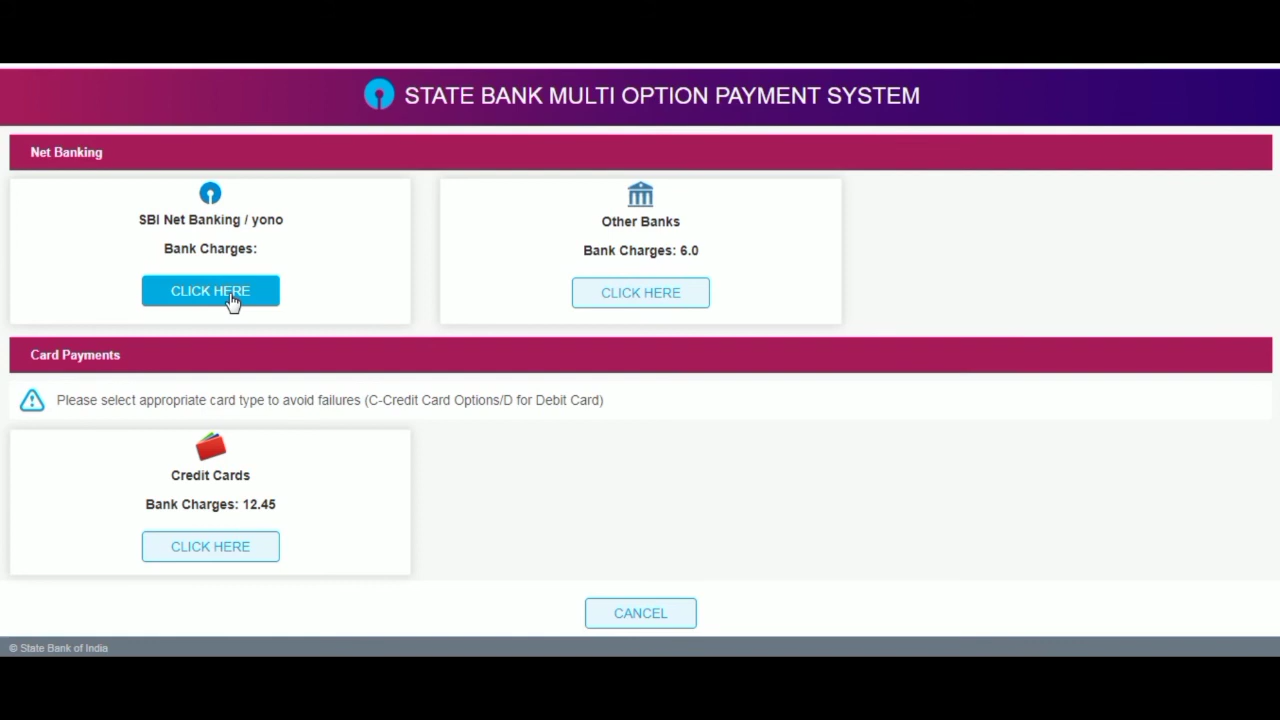 STATE BANK MULTI OPTION PAYMENT SYSTEM
Net Banking
SBI Net Banking / yono
Bank Charges:
CLICK HERE
Other Banks
Bank Charges: 6.0
CLICK HERE
Card Payments
Please select appropriate card type to avoid failures (C-Credit Card Options/D for Debit Card)
Credit Cards
Bank Charges: 12.45
CLICK HERE
CANCEL
© State Bank of India